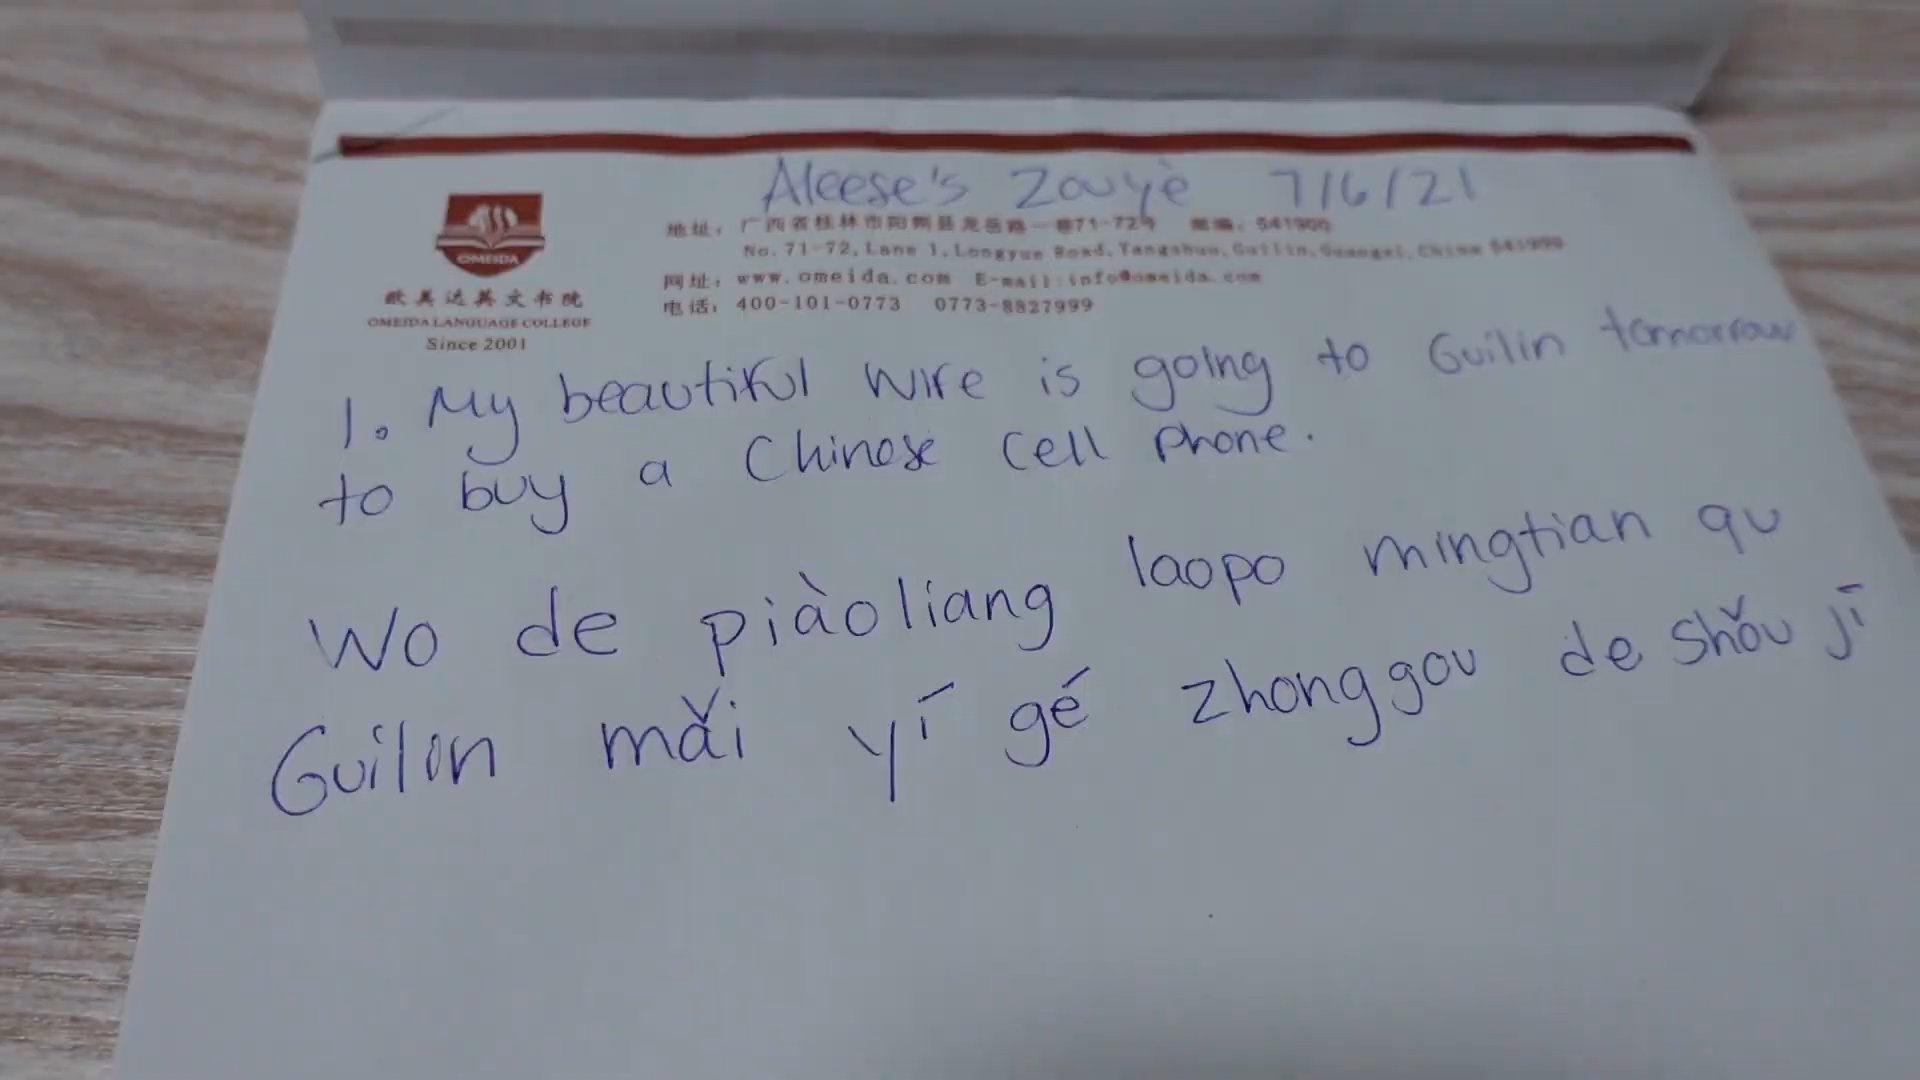 Aleese's Zouyè 7/6/21
OMEIDA
欧美达英文书院
OMEIDA LANGUAGE COLLEGE
Since 2001
地址：广西省桂林市阳朔县龙岳路一巷71-72号 邮编：541900
No. 71-72, Lane 1, Longyue Road, Yangshuo, Guilin, Guangxi, China 541900
网址：www.omeida.com E-mail:info@omeida.com
电话：400-101-0773 0773-8827999
1. My beautiful wife is going to Guilin tomorrow
to buy a Chinese cell phone.
Wo de piàoliang laopo mingtian qu
Guilin mǎi yī gé zhonggou de shǒu jī